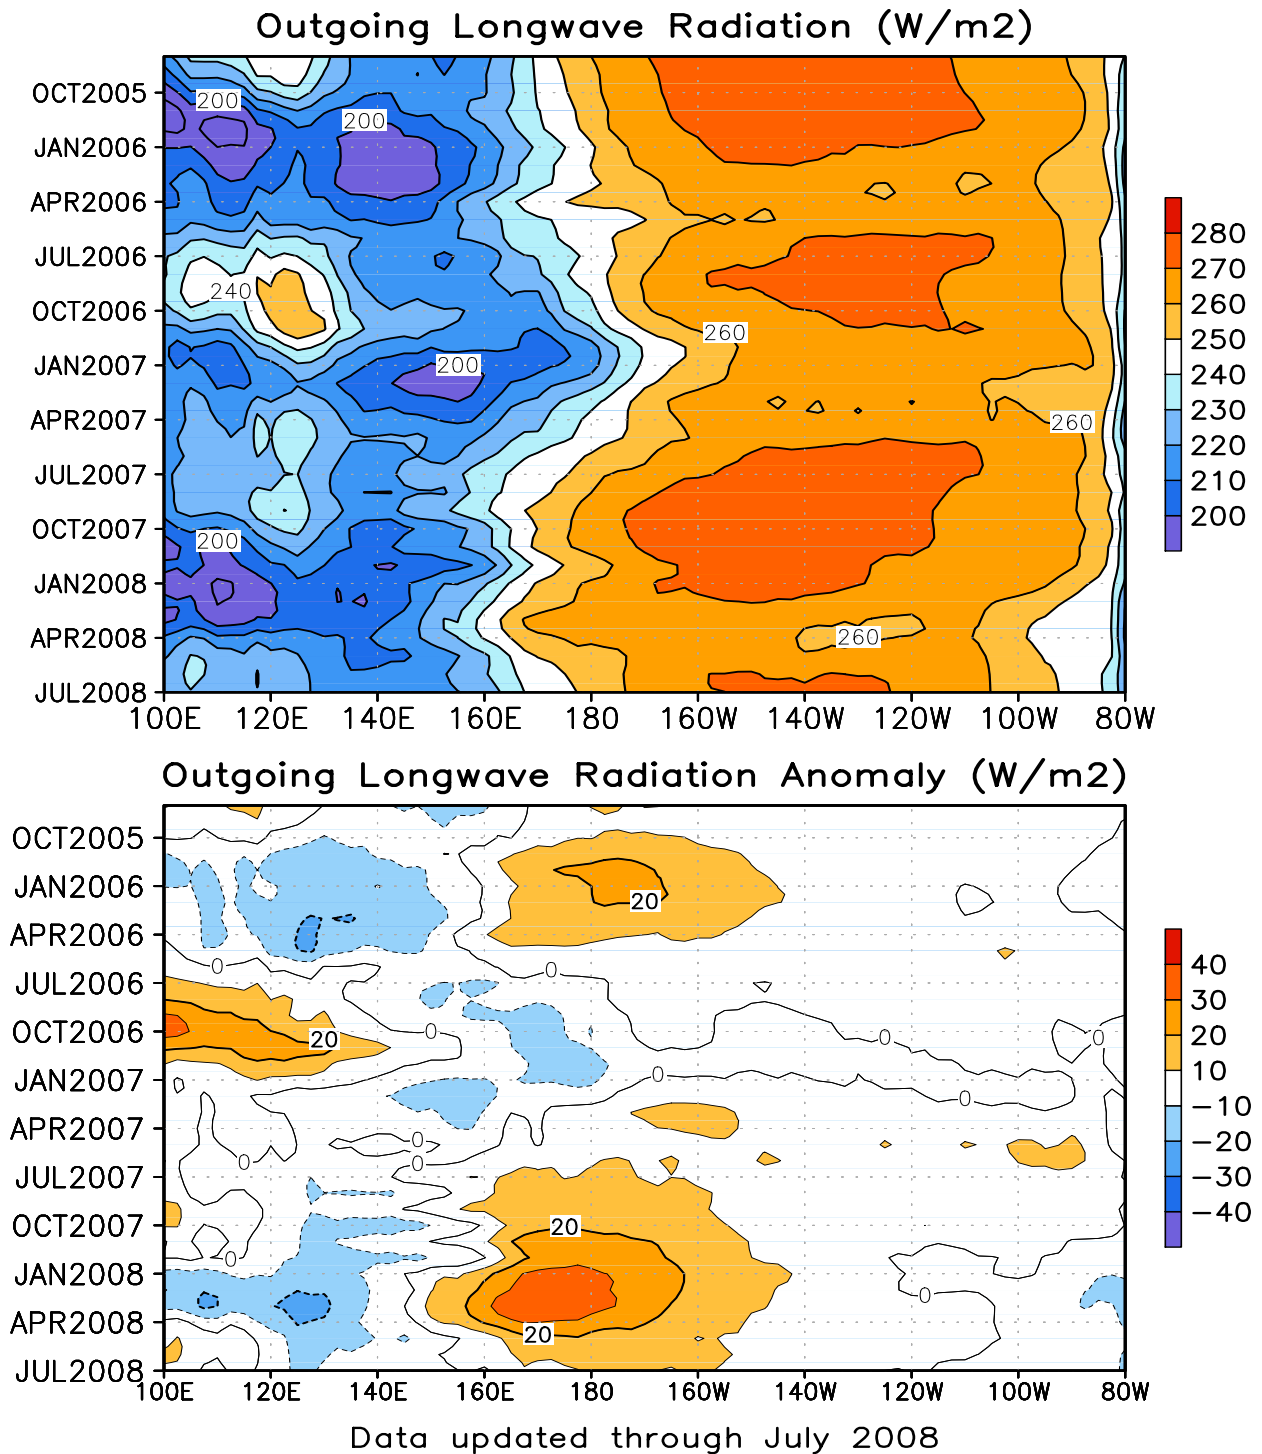 Outgoing Longwave Radiation (W/m2)
OCT2005
JAN2006
APR2006
JUL2006
OCT2006
JAN2007
APR2007
JUL2007
OCT2007
JAN2008
APR2008
JUL2008
200
200
240
260
200
260
200
260
100E 120E 140E 160E 180 160W 140W 120W 100W 80W
280
270
260
250
240
230
220
210
200
Outgoing Longwave Radiation Anomaly (W/m2)
OCT2005
JAN2006
APR2006
JUL2006
OCT2006
JAN2007
APR2007
JUL2007
OCT2007
JAN2008
APR2008
JUL2008
20
0
0
20
0
0
0
0
0
0
0
0
20
0
0
20
100E 120E 140E 160E 180 160W 140W 120W 100W 80W
40
30
20
10
-10
-20
-30
-40
Data updated through July 2008